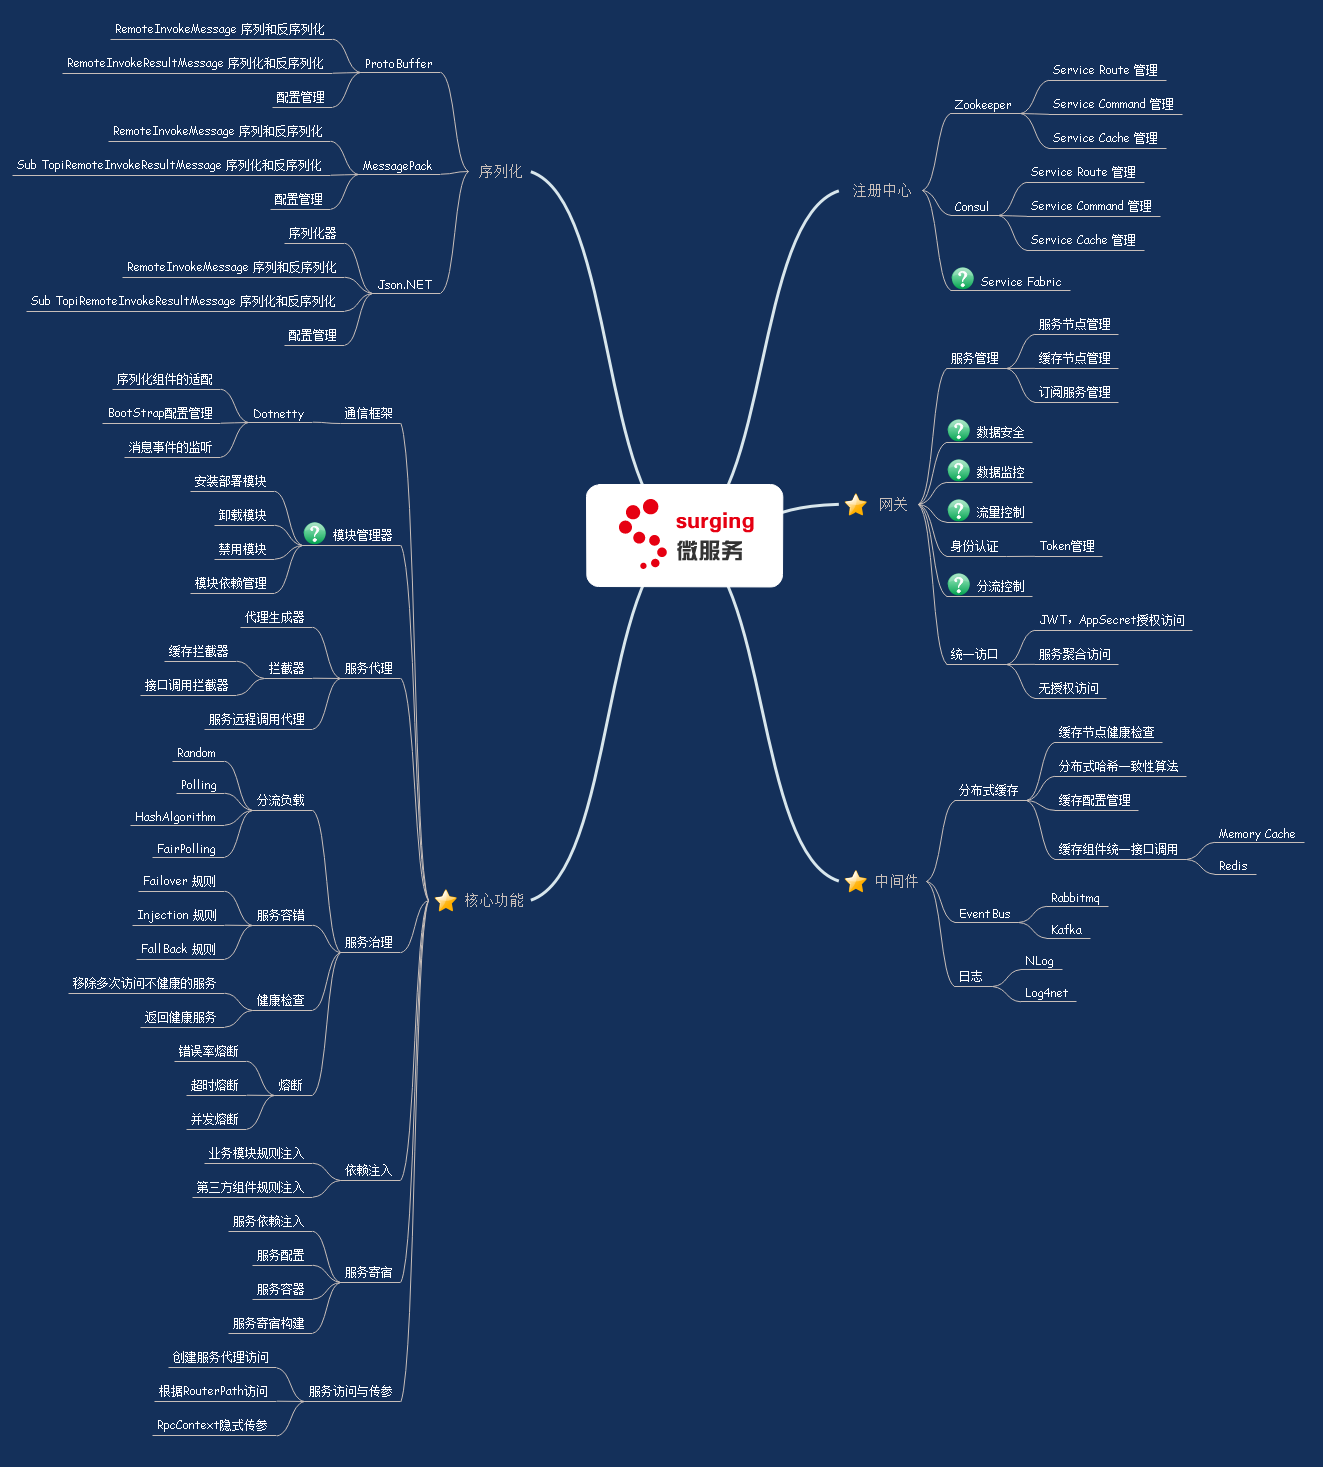 surging
微服务
序列化
ProtoBuffer
RemoteInvokeMessage 序列和反序列化
RemoteInvokeResultMessage 序列化和反序列化
配置管理
MessagePack
RemoteInvokeMessage 序列和反序列化
Sub TopiRemoteInvokeResultMessage 序列化和反序列化
配置管理
Json.NET
序列化器
RemoteInvokeMessage 序列和反序列化
Sub TopiRemoteInvokeResultMessage 序列化和反序列化
配置管理
核心功能
通信框架
Dotnetty
序列化组件的适配
BootStrap配置管理
消息事件的监听
模块管理器
安装部署模块
卸载模块
禁用模块
模块依赖管理
服务代理
代理生成器
拦截器
缓存拦截器
接口调用拦截器
服务远程调用代理
服务治理
分流负载
Random
Polling
HashAlgorithm
FairPolling
服务容错
Failover 规则
Injection 规则
FallBack 规则
健康检查
移除多次访问不健康的服务
返回健康服务
熔断
错误率熔断
超时熔断
并发熔断
依赖注入
业务模块规则注入
第三方组件规则注入
服务寄宿
服务依赖注入
服务配置
服务容器
服务寄宿构建
服务访问与传参
创建服务代理访问
根据RouterPath访问
RpcContext隐式传参
注册中心
Zookeeper
Service Route 管理
Service Command 管理
Service Cache 管理
Consul
Service Route 管理
Service Command 管理
Service Cache 管理
Service Fabric
网关
服务管理
服务节点管理
缓存节点管理
订阅服务管理
数据安全
数据监控
流量控制
身份认证
Token管理
分流控制
统一访口
JWT，AppSecret授权访问
服务聚合访问
无授权访问
中间件
分布式缓存
缓存节点健康检查
分布式哈希一致性算法
缓存配置管理
缓存组件统一接口调用
Memory Cache
Redis
EventBus
Rabbitmq
Kafka
日志
NLog
Log4net